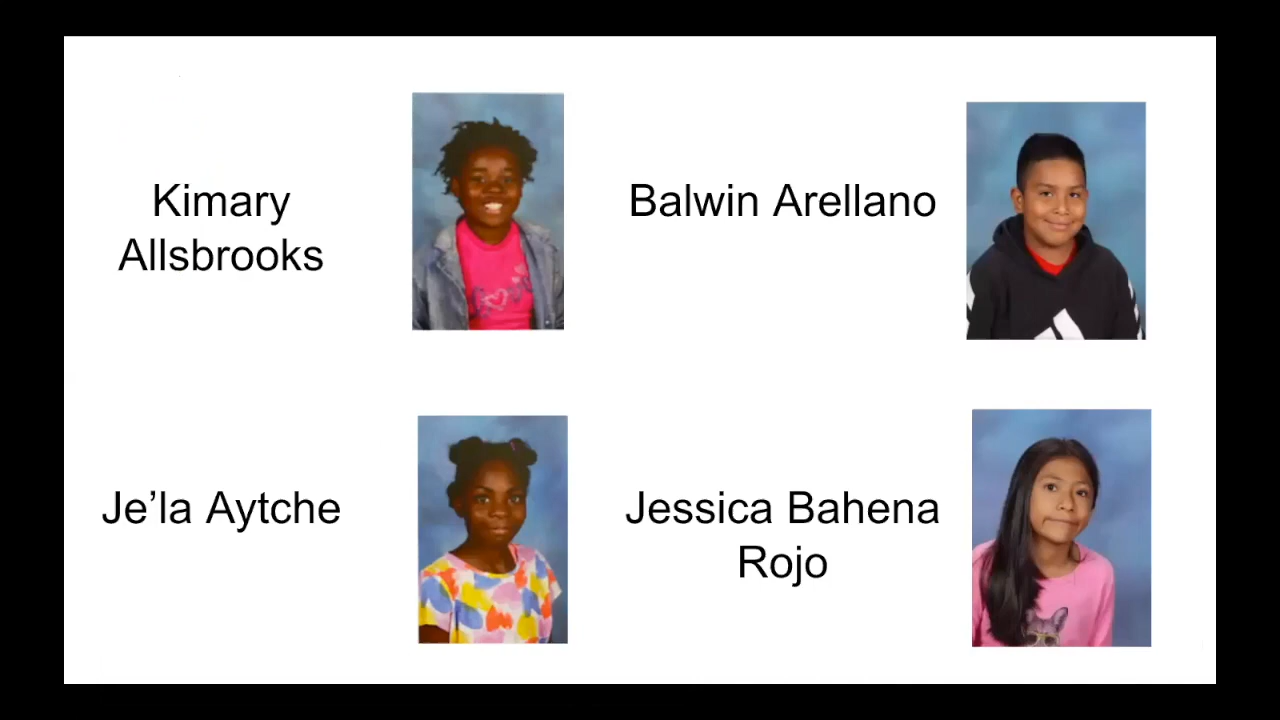 Kimary
Allsbrooks
Balwin Arellano
Je’la Aytche
Jessica Bahena
Rojo